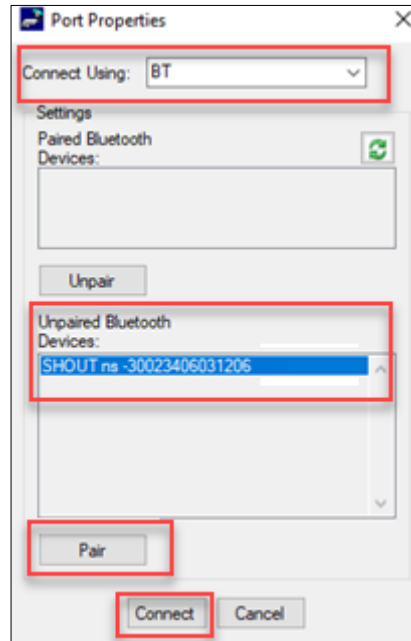 Port Properties
Connect Using: BT
Settings
Paired Bluetooth
Devices:
Unpair
Unpaired Bluetooth
Devices:
SHOUT ns -30023406031206
Pair
Connect Cancel